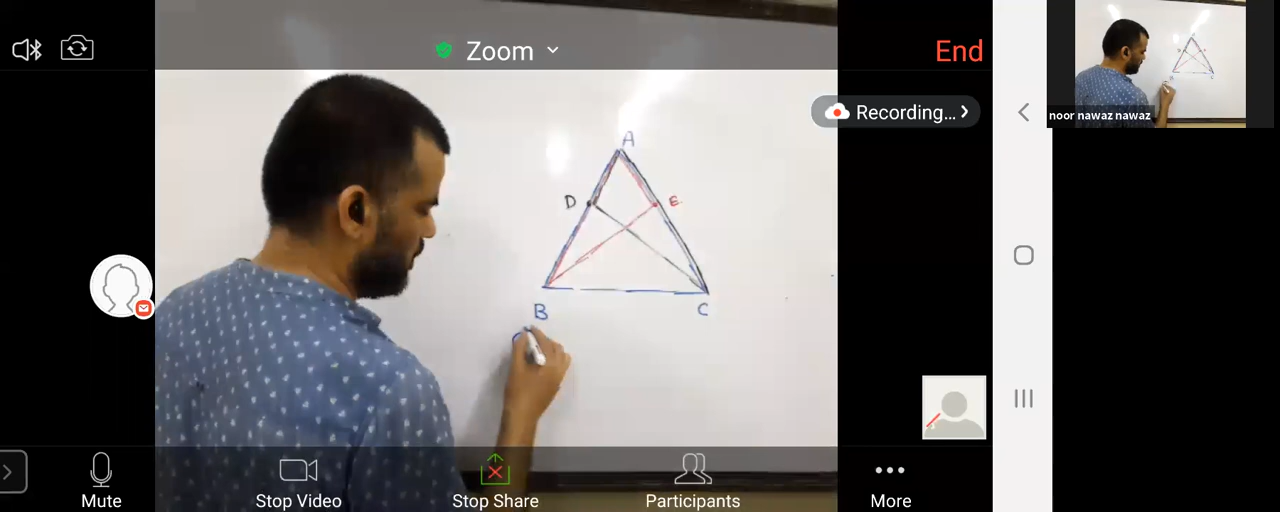 Zoom
End
Recording...
noor nawaz nawaz
A
D
E
B
C
Mute
Stop Video
Stop Share
Participants
More